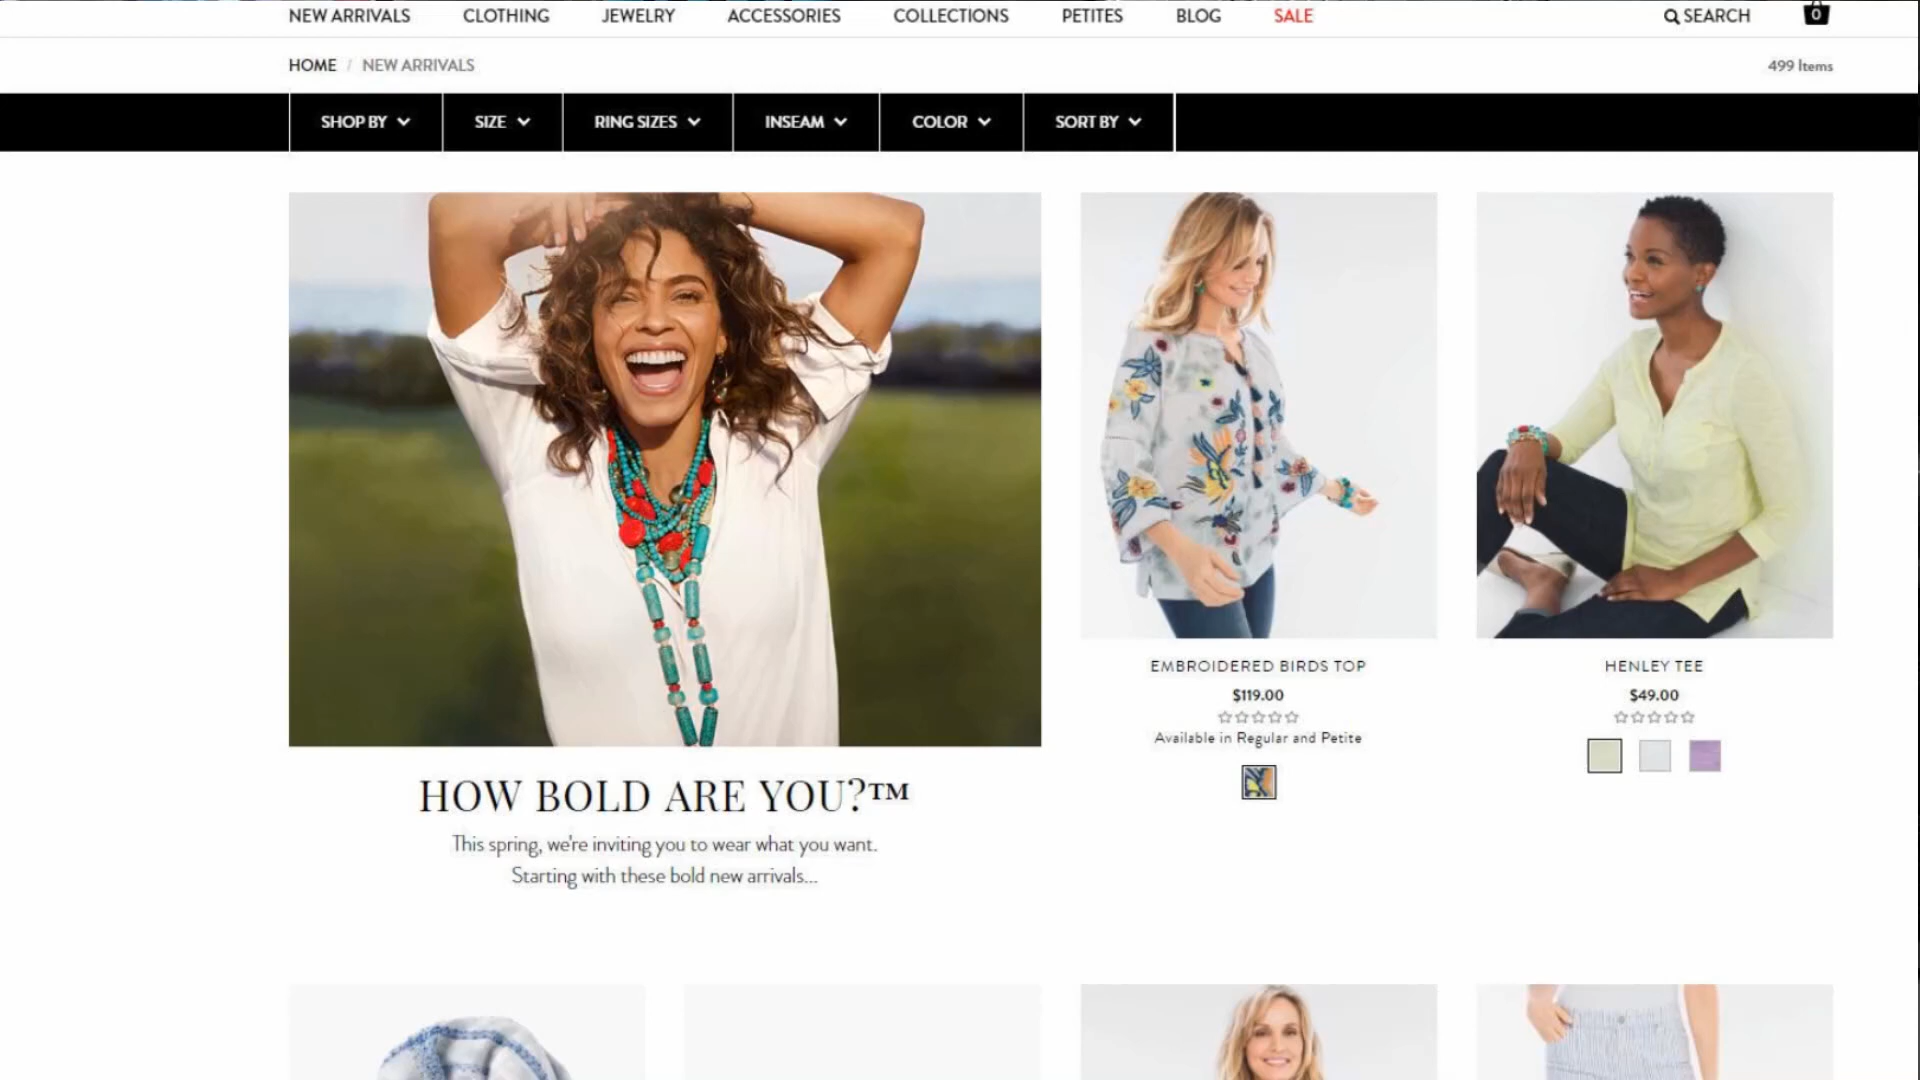 NEW ARRIVALS CLOTHING JEWELRY ACCESSORIES COLLECTIONS PETITES BLOG SALE SEARCH 0
HOME / NEW ARRIVALS 499 Items
SHOP BY SIZE RING SIZES INSEAM COLOR SORT BY
EMBROIDERED BIRDS TOP
$119.00
Available in Regular and Petite
HENLEY TEE
$49.00
HOW BOLD ARE YOU?™
This spring, we're inviting you to wear what you want.
Starting with these bold new arrivals...